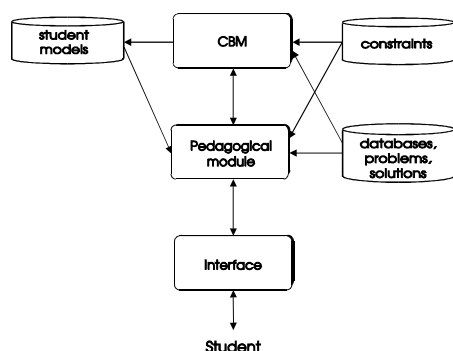 student
models
CBM
constraints
Pedagogical
module
databases,
problems,
solutions
Interface
Student